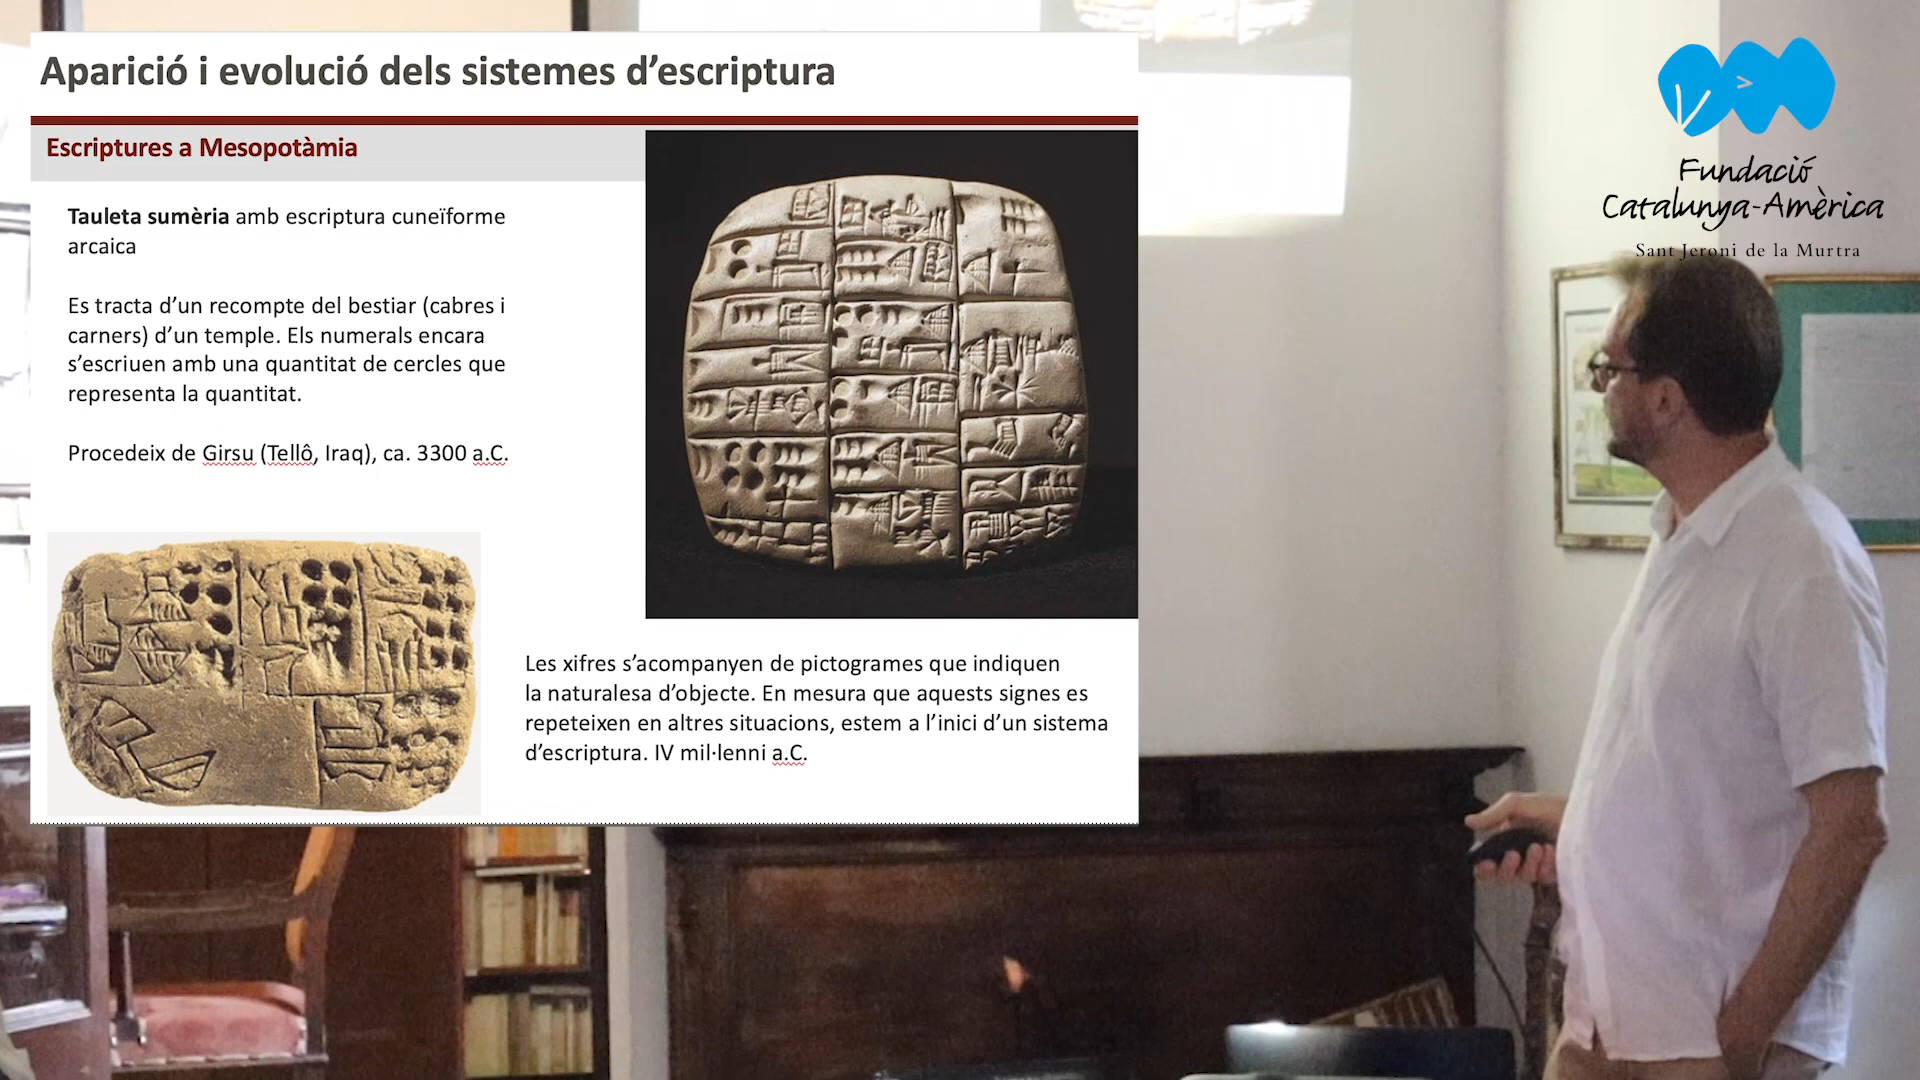 Aparició i evolució dels sistemes d’escriptura
Escriptures a Mesopotàmia
Tauleta sumèria amb escriptura cuneïforme
arcaica
Es tracta d’un recompte del bestiar (cabres i
carners) d’un temple. Els numerals encara
s’escriuen amb una quantitat de cercles que
representa la quantitat.
Procedeix de Girsu (Tellô, Iraq), ca. 3300 a.C.
Les xifres s’acompanyen de pictogrames que indiquen
la naturalesa d’objecte. En mesura que aquests signes es
repeteixen en altres situacions, estem a l’inici d’un sistema
d’escriptura. IV mil·lenni a.C.
Fundació
Catalunya-Amèrica
Sant Jeroni de la Murtra